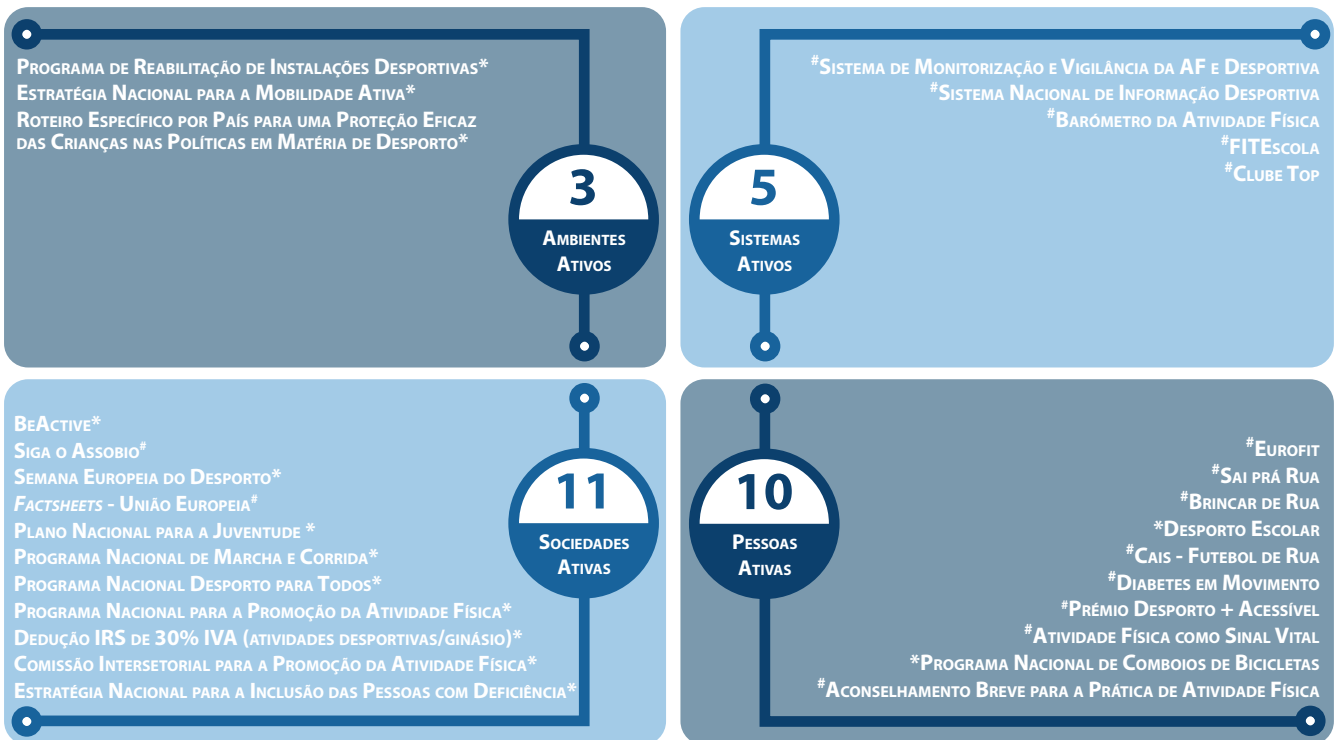 Programa de Reabilitação de Instalações Desportivas*
Estratégia Nacional para a Mobilidade Ativa*
Roteiro Específico por País para uma Proteção Eficaz
das Crianças nas Políticas em Matéria de Desporto*
3
Ambientes
Ativos
#Sistema de Monitorização e Vigilância da AF e Desportiva
#Sistema Nacional de Informação Desportiva
#Barómetro da Atividade Física
#FITEscola
#Clube Top
5
Sistemas
Ativos
BeActive*
Siga o Assobio#
Semana Europeia do Desporto*
Factsheets - União Europeia#
Plano Nacional para a Juventude *
Programa Nacional de Marcha e Corrida*
Programa Nacional Desporto para Todos*
Programa Nacional para a Promoção da Atividade Física*
Dedução IRS de 30% IVA (atividades desportivas/ginásio)*
Comissão Intersetorial para a Promoção da Atividade Física*
Estratégia Nacional para a Inclusão das Pessoas com Deficiência*
11
Sociedades
Ativas
#Eurofit
#Sai prá Rua
#Brincar de Rua
*Desporto Escolar
#Cais - Futebol de Rua
#Diabetes em Movimento
#Prémio Desporto + Acessível
#Atividade Física como Sinal Vital
*Programa Nacional de Comboios de Bicicletas
#Aconselhamento Breve para a Prática de Atividade Física
10
Pessoas
Ativas